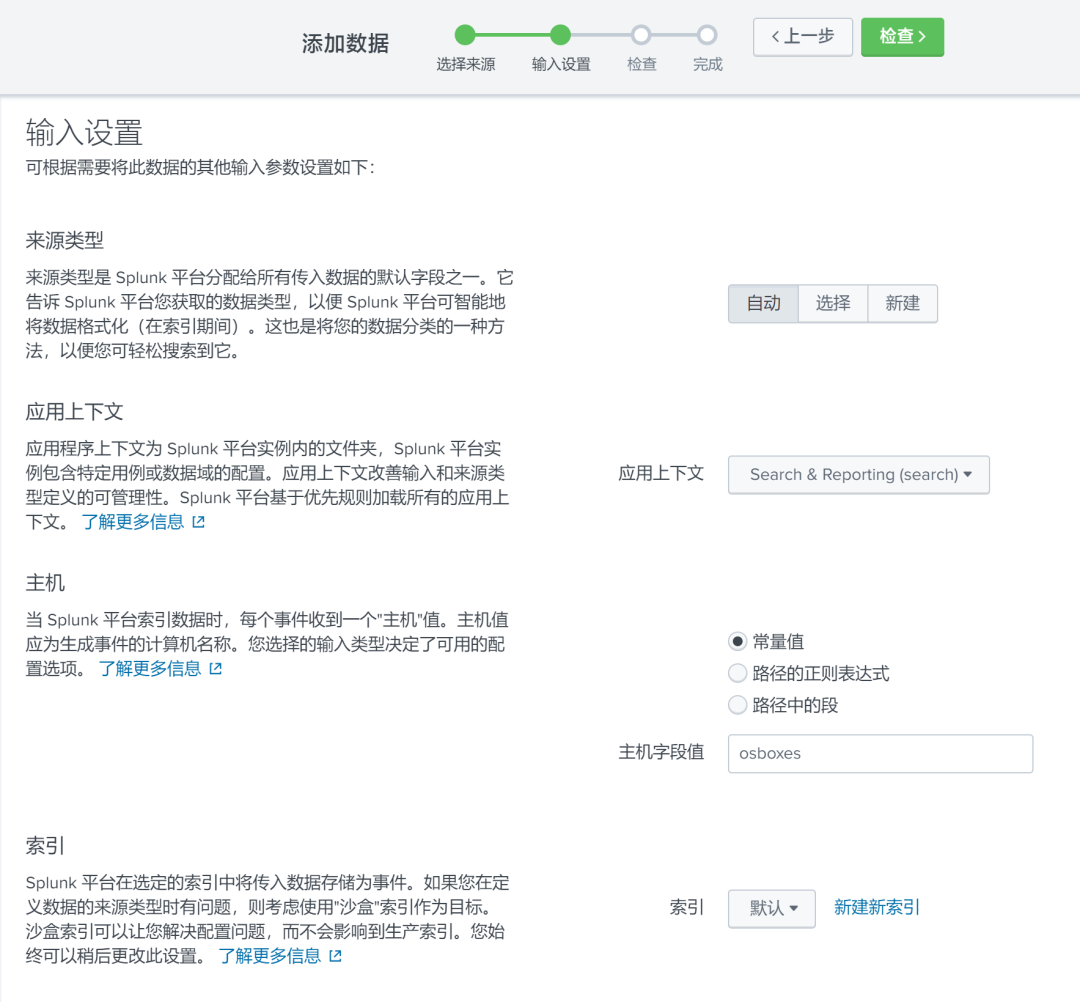 添加数据
选择来源
输入设置
检查
完成
上一步
检查
输入设置
可根据需要将此数据的其他输入参数设置如下：
来源类型
来源类型是 Splunk 平台分配给所有传入数据的默认字段之一。它
告诉 Splunk 平台您获取的数据类型，以便 Splunk 平台可智能地
将数据格式化（在索引期间）。这也是将您的数据分类的一种方
法，以便您可轻松搜索到它。
自动
选择
新建
应用上下文
应用程序上下文为 Splunk 平台实例内的文件夹，Splunk 平台实
例包含特定用例或数据域的配置。应用上下文改善输入和来源类
型定义的可管理性。Splunk 平台基于优先规则加载所有的应用上
下文。 了解更多信息
应用上下文
Search & Reporting (search)
主机
当 Splunk 平台索引数据时，每个事件收到一个"主机"值。主机值
应为生成事件的计算机名称。您选择的输入类型决定了可用的配
置选项。 了解更多信息
常量值
路径的正则表达式
路径中的段
主机字段值
osboxes
索引
Splunk 平台在选定的索引中将传入数据存储为事件。如果您在定
义数据的来源类型时有问题，则考虑使用"沙盒"索引作为目标。
沙盒索引可以让您解决配置问题，而不会影响到生产索引。您始
终可以稍后更改此设置。 了解更多信息
索引
默认
新建新索引